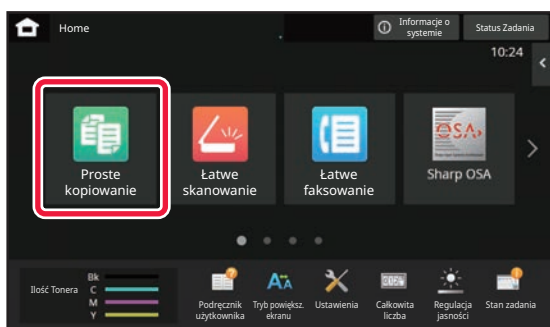 Home
Informacje o
systemie
Status Zadania
10:24
OSA
Proste
kopiowanie
Łatwe
skanowanie
Łatwe
faksowanie
Sharp OSA
Ilość Tonera
Bk
C
M
Y
Podręcznik
użytkownika
Tryb powiększ.
ekranu
Ustawienia
Całkowita
liczba
Regulacja
jasności
Stan zadania